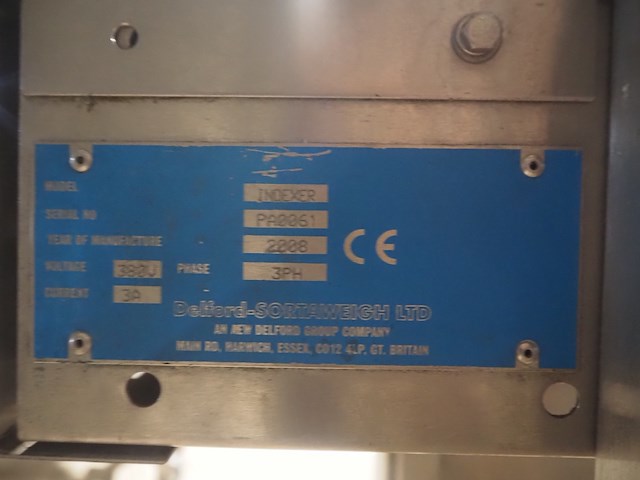 MODEL INDEXER
SERIAL NO PA0061
YEAR OF MANUFACTURE 2008 CE
VOLTAGE 380V PHASE 3PH
CURRENT 3A
Delford-SORTAWEIGH LTD
AN NEW DELFORD GROUP COMPANY
MAIN RD, HARWICH, ESSEX, CO12 4LP, GT. BRITAIN